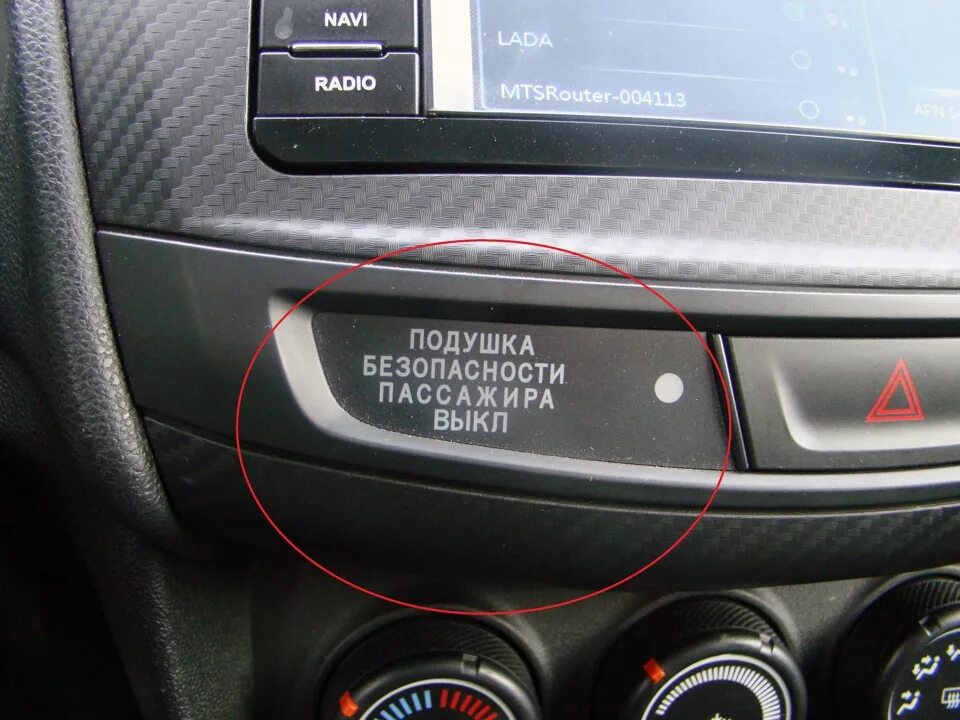 NAVI
RADIO
LADA
MTSRouter-004113
ПОДУШКА
БЕЗОПАСНОСТИ
ПАССАЖИРА
ВЫКЛ